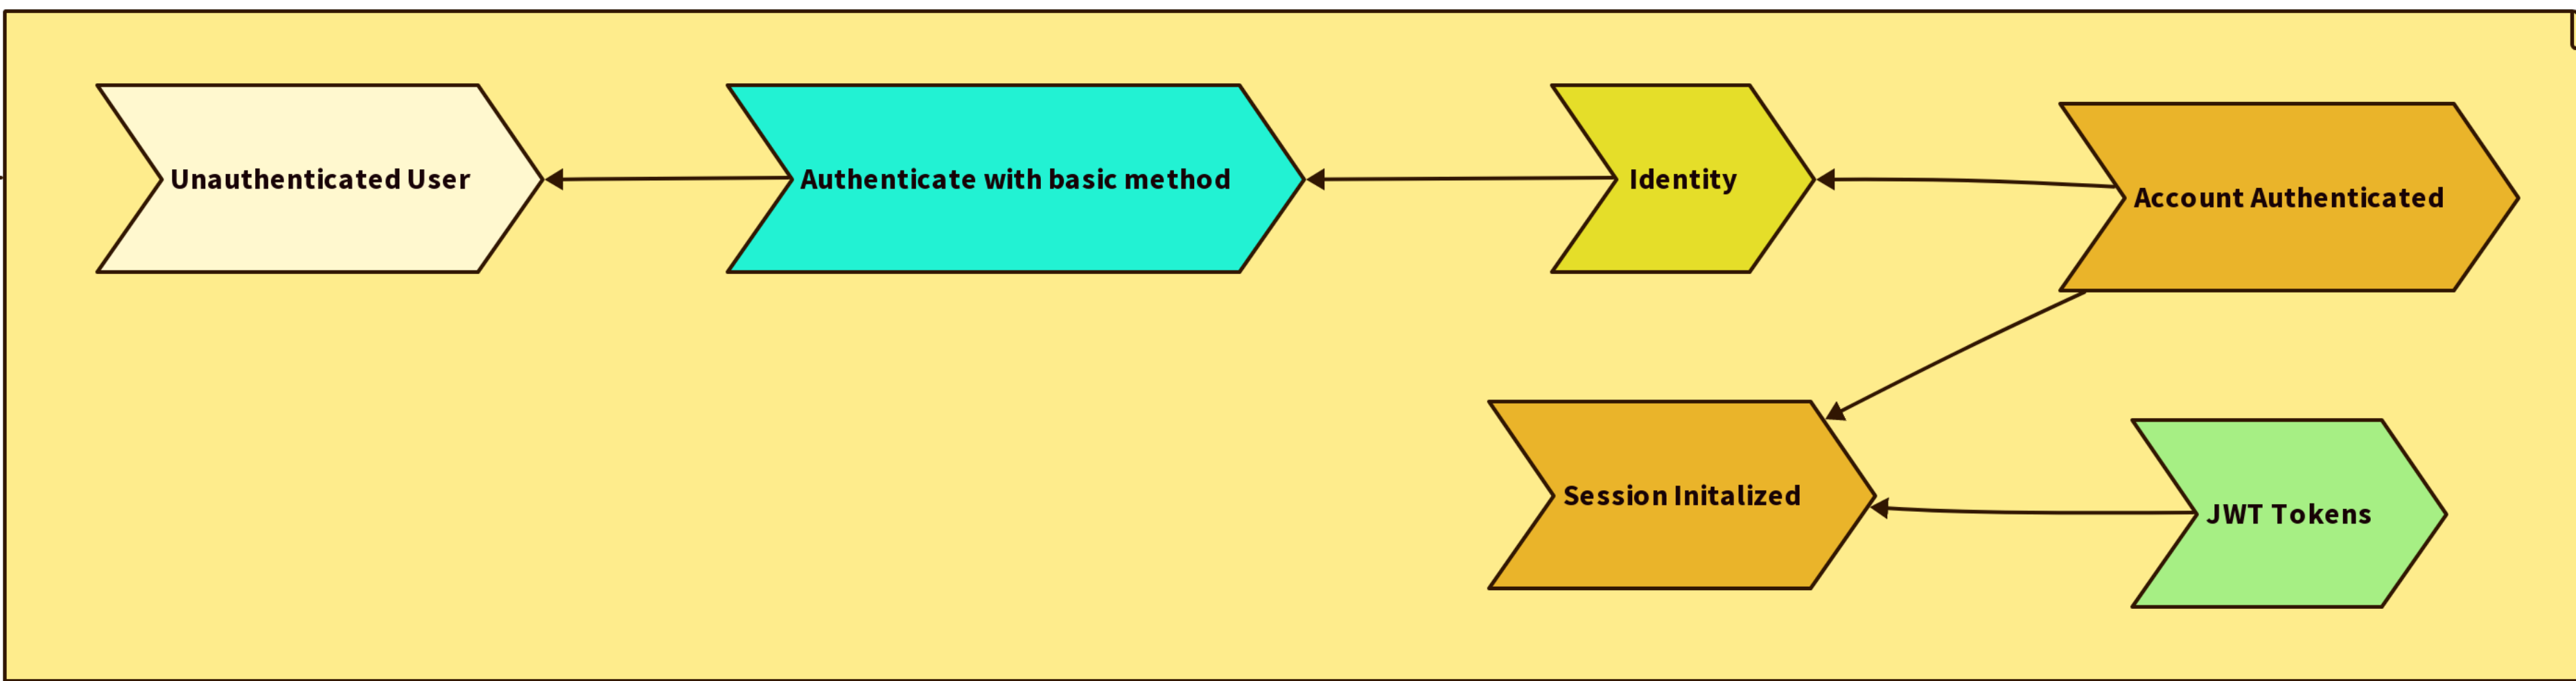 Unauthenticated User
Authenticate with basic method
Identity
Account Authenticated
Session Initalized
JWT Tokens